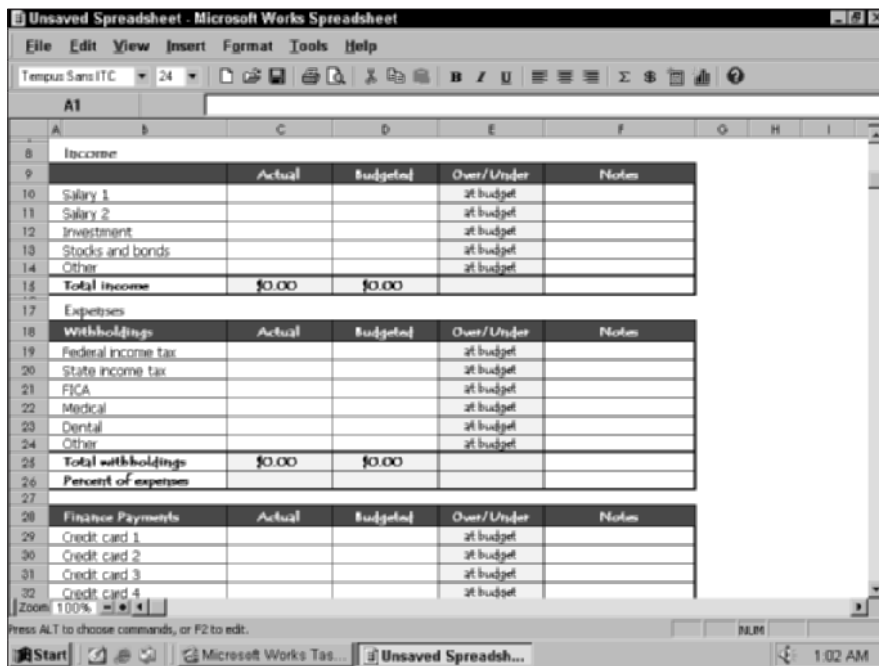 Unsaved Spreadsheet - Microsoft Works Spreadsheet
File Edit View Insert Format Tools Help
Tempus Sans ITC 24 B I U Σ $
A1
A B C D E F G H I
8 Income
9 Actual Budgeted Over/Under Notes
10 Salary 1 at budget
11 Salary 2 at budget
12 Investment at budget
13 Stocks and bonds at budget
14 Other at budget
15 Total income $0.00 $0.00
17 Expenses
18 Withholdings Actual Budgeted Over/Under Notes
19 Federal income tax at budget
20 State income tax at budget
21 FICA at budget
22 Medical at budget
23 Dental at budget
24 Other at budget
25 Total withholdings $0.00 $0.00
26 Percent of expenses
27
28 Finance Payments Actual Budgeted Over/Under Notes
29 Credit card 1 at budget
30 Credit card 2 at budget
31 Credit card 3 at budget
32 Credit card 4 at budget
Zoom 100%
Press ALT to choose commands, or F2 to edit. NUM
Start Microsoft Works Tas... Unsaved Spreadsh... 1:02 AM